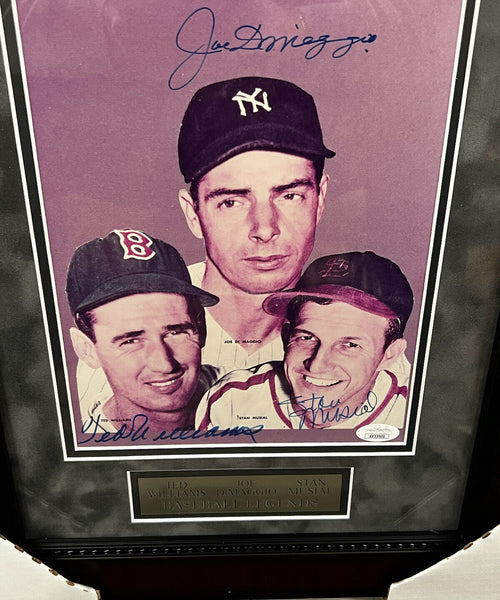 Joe DiMaggio
NY
B
JOE DI MAGGIO
TED WILLIAMS
STAN MUSIAL
Ted Williams
Stan
Musial
TED JOE STAN
WILLIAMS DIMAGGIO MUSIAL
BASEBALL LEGENDS